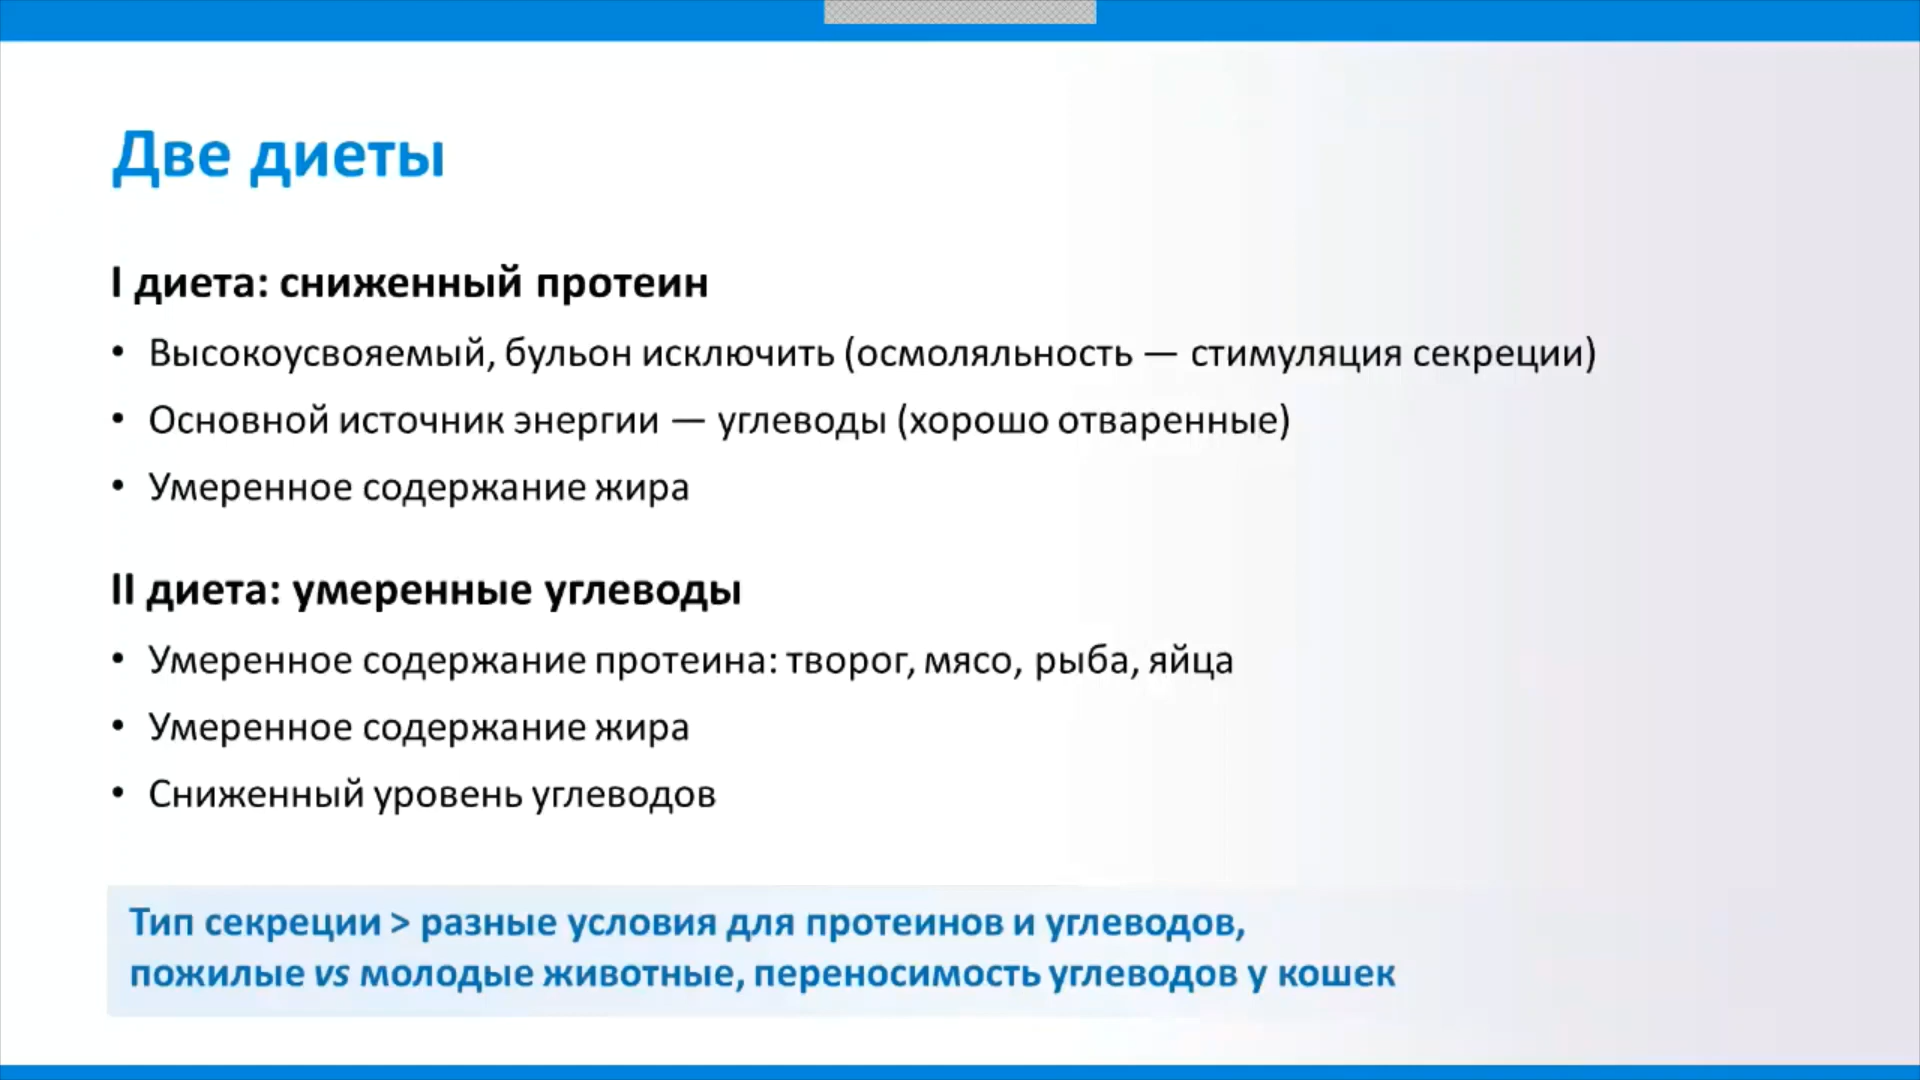 Две диеты
I диета: сниженный протеин
• Высокоусвояемый, бульон исключить (осмоляльность — стимуляция секреции)
• Основной источник энергии — углеводы (хорошо отваренные)
• Умеренное содержание жира
II диета: умеренные углеводы
• Умеренное содержание протеина: творог, мясо, рыба, яйца
• Умеренное содержание жира
• Сниженный уровень углеводов
Тип секреции > разные условия для протеинов и углеводов,
пожилые vs молодые животные, переносимость углеводов у кошек